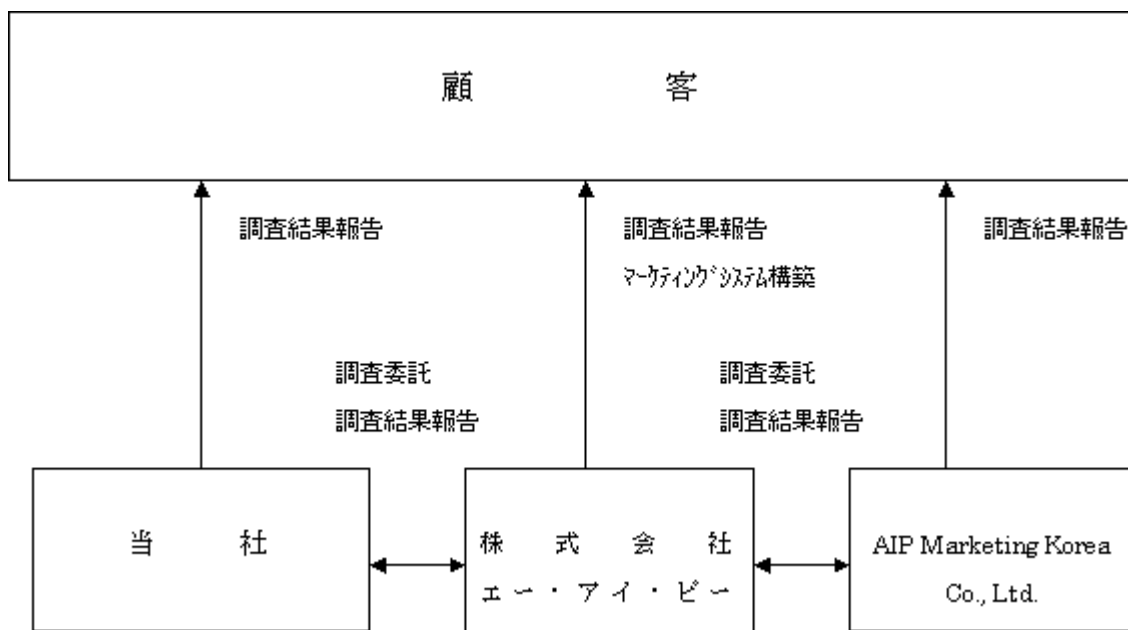 顧 客
調査結果報告
調査結果報告
調査結果報告
ﾏｰｹﾃｨﾝｸﾞｼｽﾃﾑ構築
調査委託
調査委託
調査結果報告
調査結果報告
当 社
株 式 会 社
エー・アイ・ピー
AIP Marketing Korea
Co., Ltd.